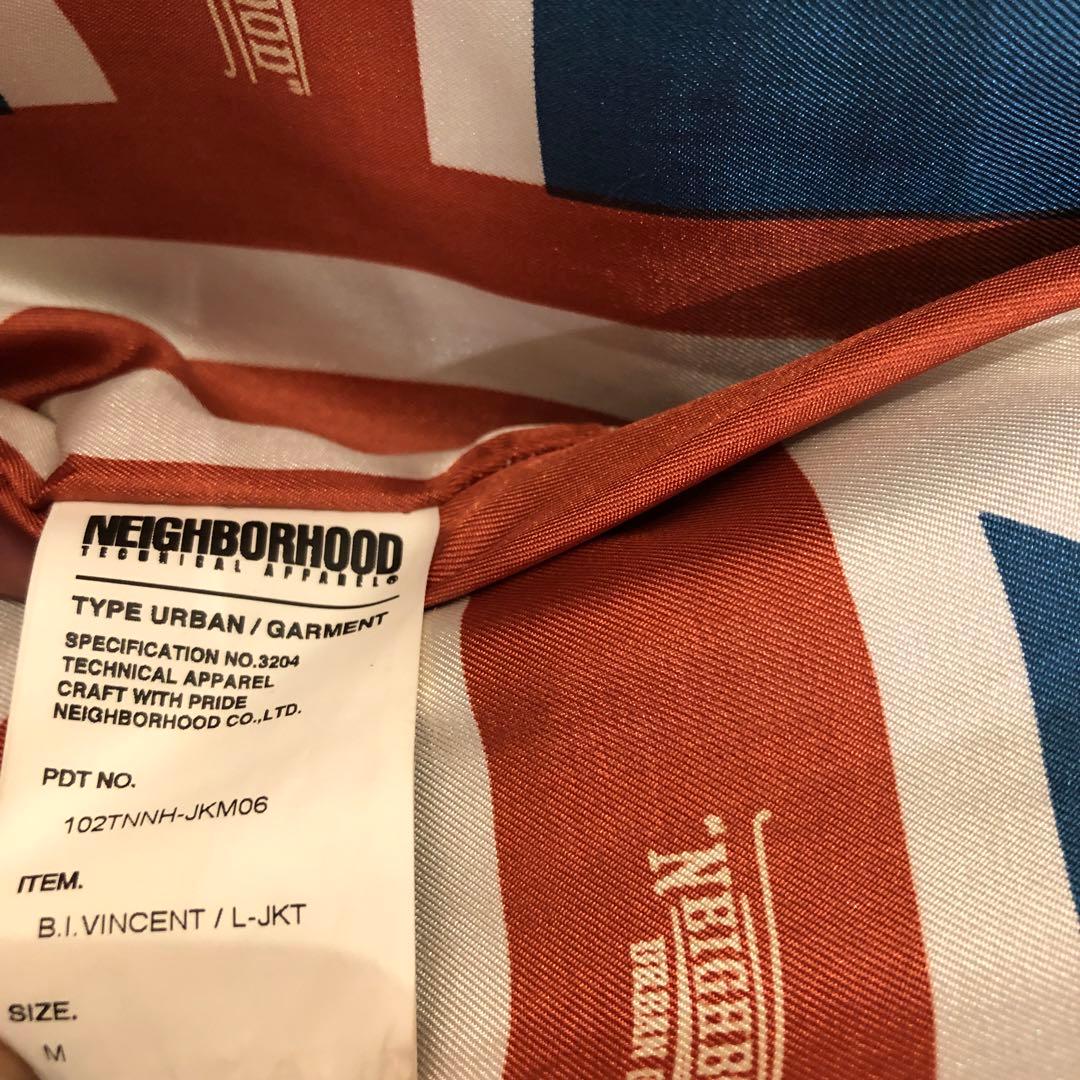 NEIGHBORHOOD
TECHNICAL APPAREL®
TYPE URBAN / GARMENT
SPECIFICATION NO.3204
TECHNICAL APPAREL
CRAFT WITH PRIDE
NEIGHBORHOOD CO.,LTD.
PDT NO.
102TNNH-JKM06
ITEM.
B.I.VINCENT / L-JKT
SIZE.
M